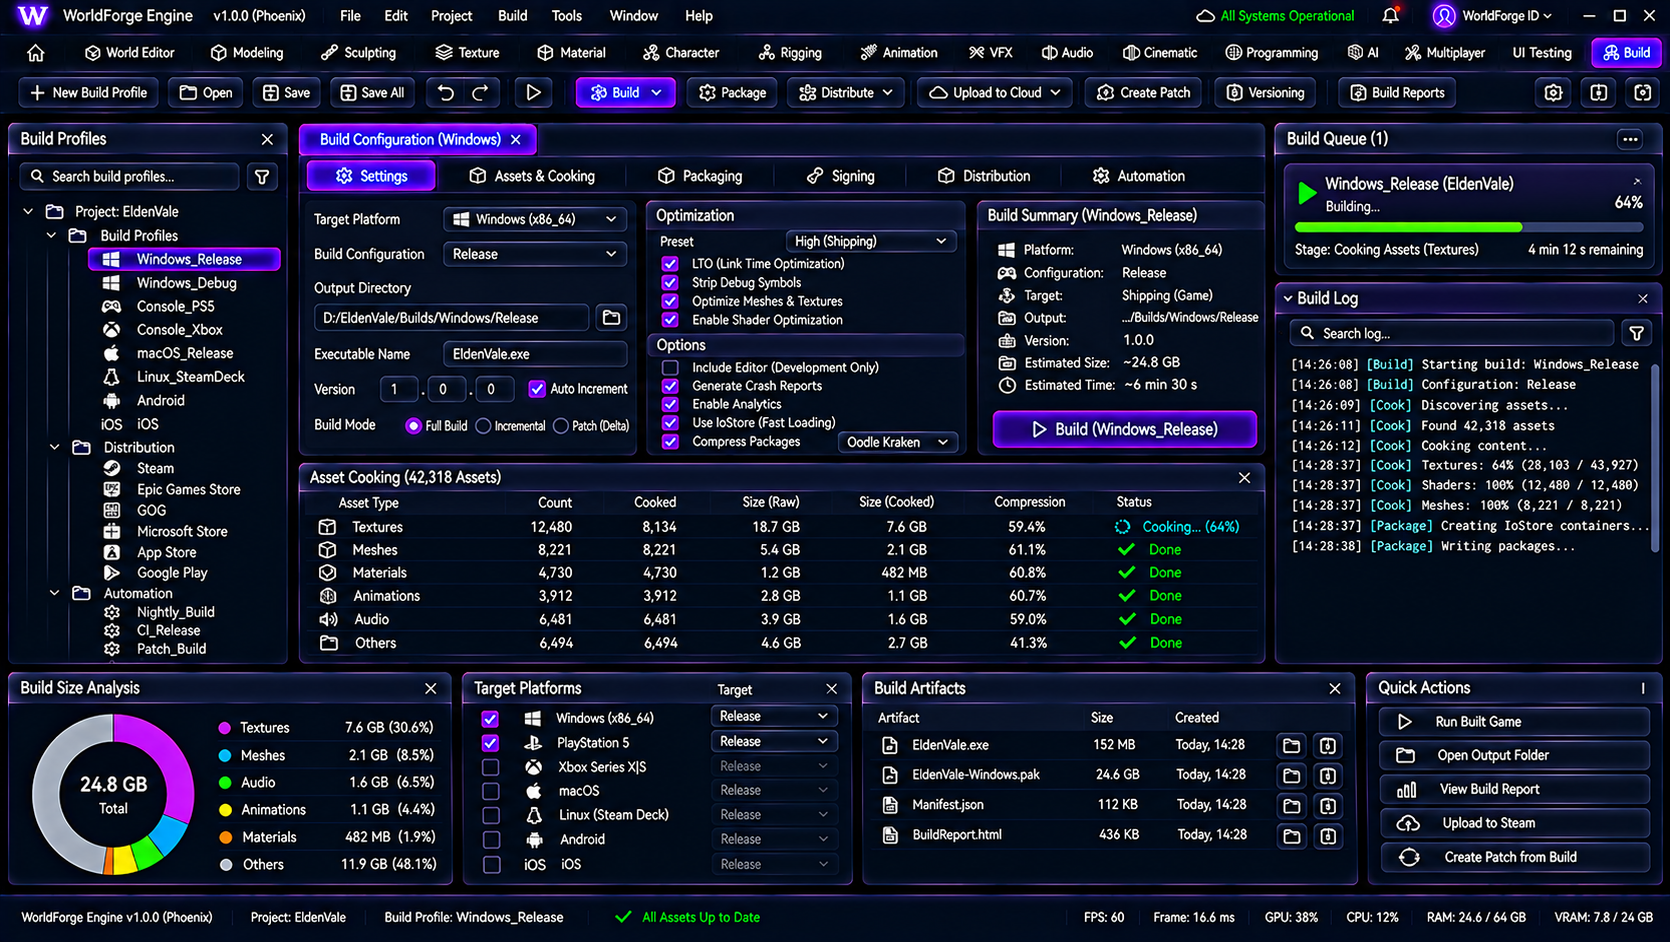 W WorldForge Engine v1.0.0 (Phoenix) File Edit Project Build Tools Window Help All Systems Operational WorldForge ID
World Editor Modeling Sculpting Texture Material Character Rigging Animation VFX Audio Cinematic Programming AI Multiplayer UI Testing Build
New Build Profile Open Save Save All Build Package Distribute Upload to Cloud Create Patch Versioning Build Reports
Build Profiles
Search build profiles...
Project: EldenVale
Build Profiles
Windows_Release
Windows_Debug
Console_PS5
Console_Xbox
macOS_Release
Linux_SteamDeck
Android
iOS iOS
Distribution
Steam
Epic Games Store
GOG
Microsoft Store
App Store
Google Play
Automation
Nightly_Build
CI_Release
Patch_Build
Build Configuration (Windows)
Settings Assets & Cooking Packaging Signing Distribution Automation
Target Platform Windows (x86_64)
Build Configuration Release
Output Directory
D:/EldenVale/Builds/Windows/Release
Executable Name EldenVale.exe
Version 1 . 0 . 0 Auto Increment
Build Mode Full Build Incremental Patch (Delta)
Optimization
Preset High (Shipping)
LTO (Link Time Optimization)
Strip Debug Symbols
Optimize Meshes & Textures
Enable Shader Optimization
Options
Include Editor (Development Only)
Generate Crash Reports
Enable Analytics
Use IoStore (Fast Loading)
Compress Packages Oodle Kraken
Build Summary (Windows_Release)
Platform: Windows (x86_64)
Configuration: Release
Target: Shipping (Game)
Output: .../Builds/Windows/Release
Version: 1.0.0
Estimated Size: ~24.8 GB
Estimated Time: ~6 min 30 s
Build (Windows_Release)
Asset Cooking (42,318 Assets)
Asset Type Count Cooked Size (Raw) Size (Cooked) Compression Status
Textures 12,480 8,134 18.7 GB 7.6 GB 59.4% Cooking... (64%)
Meshes 8,221 8,221 5.4 GB 2.1 GB 61.1% Done
Materials 4,730 4,730 1.2 GB 482 MB 60.8% Done
Animations 3,912 3,912 2.8 GB 1.1 GB 60.7% Done
Audio 6,481 6,481 3.9 GB 1.6 GB 59.0% Done
Others 6,494 6,494 4.6 GB 2.7 GB 41.3% Done
Build Queue (1)
Windows_Release (EldenVale)
Building... 64%
Stage: Cooking Assets (Textures) 4 min 12 s remaining
Build Log
Search log...
[14:26:08] [Build] Starting build: Windows_Release
[14:26:08] [Build] Configuration: Release
[14:26:09] [Cook] Discovering assets...
[14:26:11] [Cook] Found 42,318 assets
[14:26:12] [Cook] Cooking content...
[14:28:37] [Cook] Textures: 64% (28,103 / 43,927)
[14:28:37] [Cook] Shaders: 100% (12,480 / 12,480)
[14:28:37] [Cook] Meshes: 100% (8,221 / 8,221)
[14:28:37] [Package] Creating IoStore containers...
[14:28:38] [Package] Writing packages...
Build Size Analysis
24.8 GB
Total
Textures 7.6 GB (30.6%)
Meshes 2.1 GB (8.5%)
Audio 1.6 GB (6.5%)
Animations 1.1 GB (4.4%)
Materials 482 MB (1.9%)
Others 11.9 GB (48.1%)
Target Platforms Target
Windows (x86_64) Release
PlayStation 5 Release
Xbox Series X|S Release
macOS Release
Linux (Steam Deck) Release
Android Release
iOS iOS Release
Build Artifacts
Artifact Size Created
EldenVale.exe 152 MB Today, 14:28
EldenVale-Windows.pak 24.6 GB Today, 14:28
Manifest.json 112 KB Today, 14:28
BuildReport.html 436 KB Today, 14:28
Quick Actions
Run Built Game
Open Output Folder
View Build Report
Upload to Steam
Create Patch from Build
WorldForge Engine v1.0.0 (Phoenix) Project: EldenVale Build Profile: Windows_Release All Assets Up to Date FPS: 60 Frame: 16.6 ms GPU: 38% CPU: 12% RAM: 24.6 / 64 GB VRAM: 7.8 / 24 GB